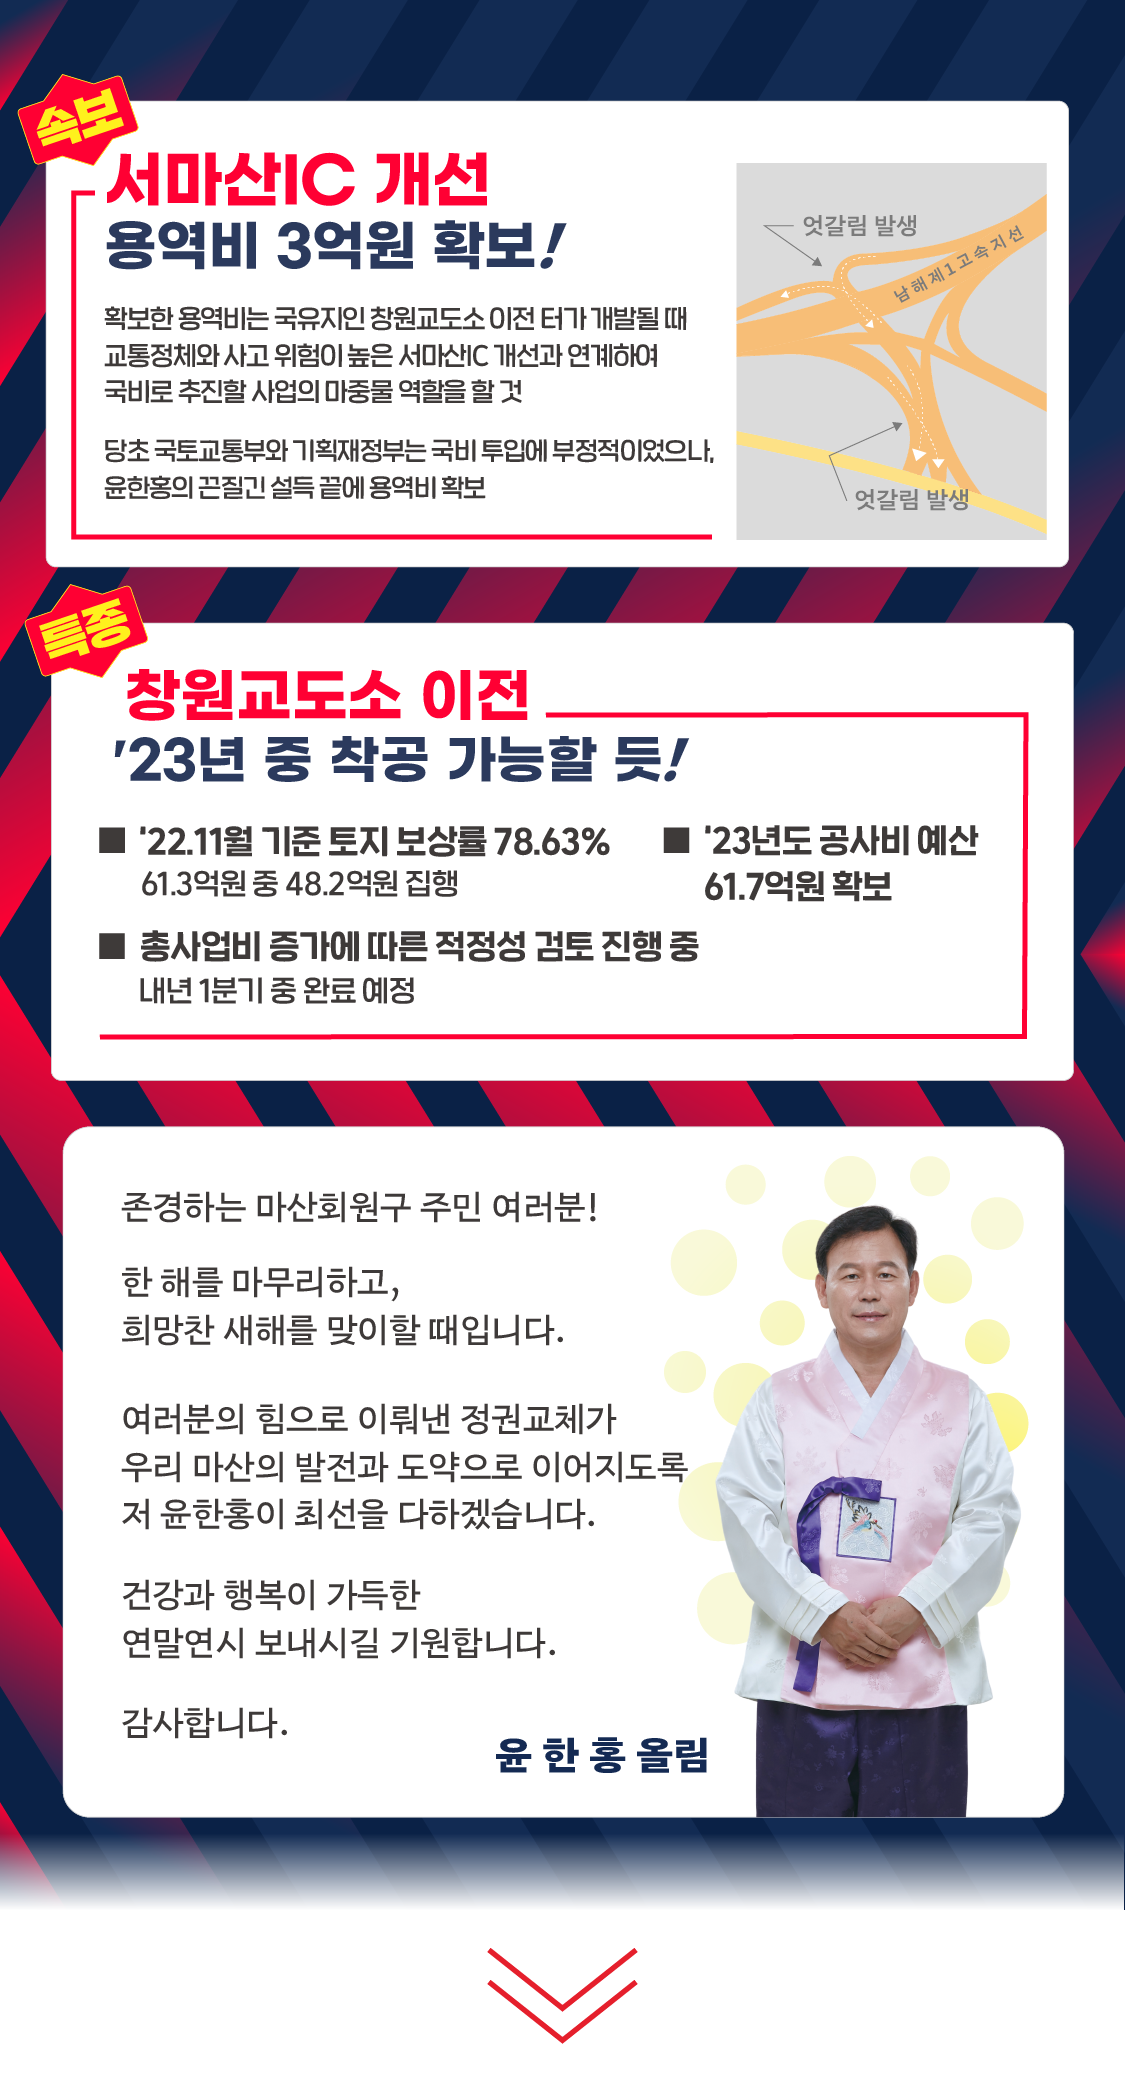 속보
서마산IC 개선
용역비 3억원 확보!
확보한 용역비는 국유지인 창원교도소 이전 터가 개발될 때
교통정체와 사고 위험이 높은 서마산IC 개선과 연계하여
국비로 추진할 사업의 마중물 역할을 할 것
당초 국토교통부와 기획재정부는 국비 투입에 부정적이었으나,
윤한홍의 끈질긴 설득 끝에 용역비 확보
엇갈림 발생
남해제1고속지선
엇갈림 발생
특종
창원교도소 이전
'23년 중 착공 가능할 듯!
■ '22.11월 기준 토지 보상률 78.63%
61.3억원 중 48.2억원 집행
■ '23년도 공사비 예산
61.7억원 확보
■ 총사업비 증가에 따른 적정성 검토 진행 중
내년 1분기 중 완료 예정
존경하는 마산회원구 주민 여러분!
한 해를 마무리하고,
희망찬 새해를 맞이할 때입니다.
여러분의 힘으로 이뤄낸 정권교체가
우리 마산의 발전과 도약으로 이어지도록
저 윤한홍이 최선을 다하겠습니다.
건강과 행복이 가득한
연말연시 보내시길 기원합니다.
감사합니다.
윤 한 홍 올림